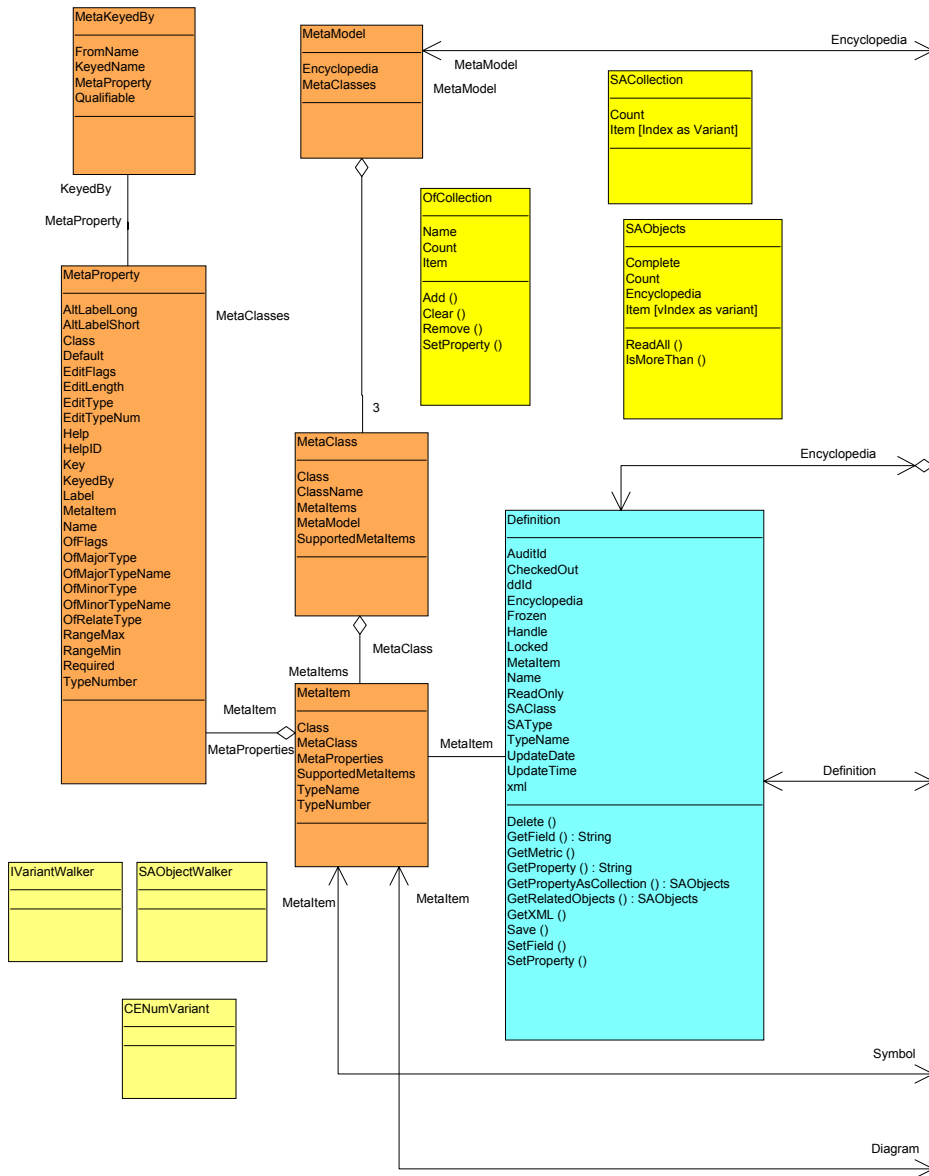 MetaKeyedBy
FromName
KeyedName
MetaProperty
Qualifiable
MetaModel
Encyclopedia
MetaClasses
Encyclopedia
MetaModel
MetaModel
SACollection
Count
Item [Index as Variant]
KeyedBy
MetaProperty
OfCollection
Name
Count
Item
Add ()
Clear ()
Remove ()
SetProperty ()
SAObjects
Complete
Count
Encyclopedia
Item [vIndex as variant]
ReadAll ()
IsMoreThan ()
MetaProperty
AltLabelLong
AltLabelShort
Class
Default
EditFlags
EditLength
EditType
EditTypeNum
Help
HelpID
Key
KeyedBy
Label
MetaItem
Name
OfFlags
OfMajorType
OfMajorTypeName
OfMinorType
OfMinorTypeName
OfRelateType
RangeMax
RangeMin
Required
TypeNumber
MetaClasses
3
MetaClass
Class
ClassName
MetaItems
MetaModel
SupportedMetaItems
Encyclopedia
Definition
AuditId
CheckedOut
ddId
Encyclopedia
Frozen
Handle
Locked
MetaItem
Name
ReadOnly
SAClass
SAType
TypeName
UpdateDate
UpdateTime
xml
Delete ()
GetField () : String
GetMetric ()
GetProperty () : String
GetPropertyAsCollection () : SAObjects
GetRelatedObjects () : SAObjects
GetXML ()
Save ()
SetField ()
SetProperty ()
MetaClass
MetaItems
MetaItem
Class
MetaClass
MetaProperties
SupportedMetaItems
TypeName
TypeNumber
MetaItem
MetaProperties
MetaItem
Definition
IVariantWalker
SAObjectWalker
MetaItem
MetaItem
CENumVariant
Symbol
Diagram